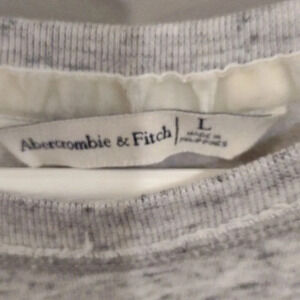 Abercrombie & Fitch
L
MADE IN
PHILIPPINES